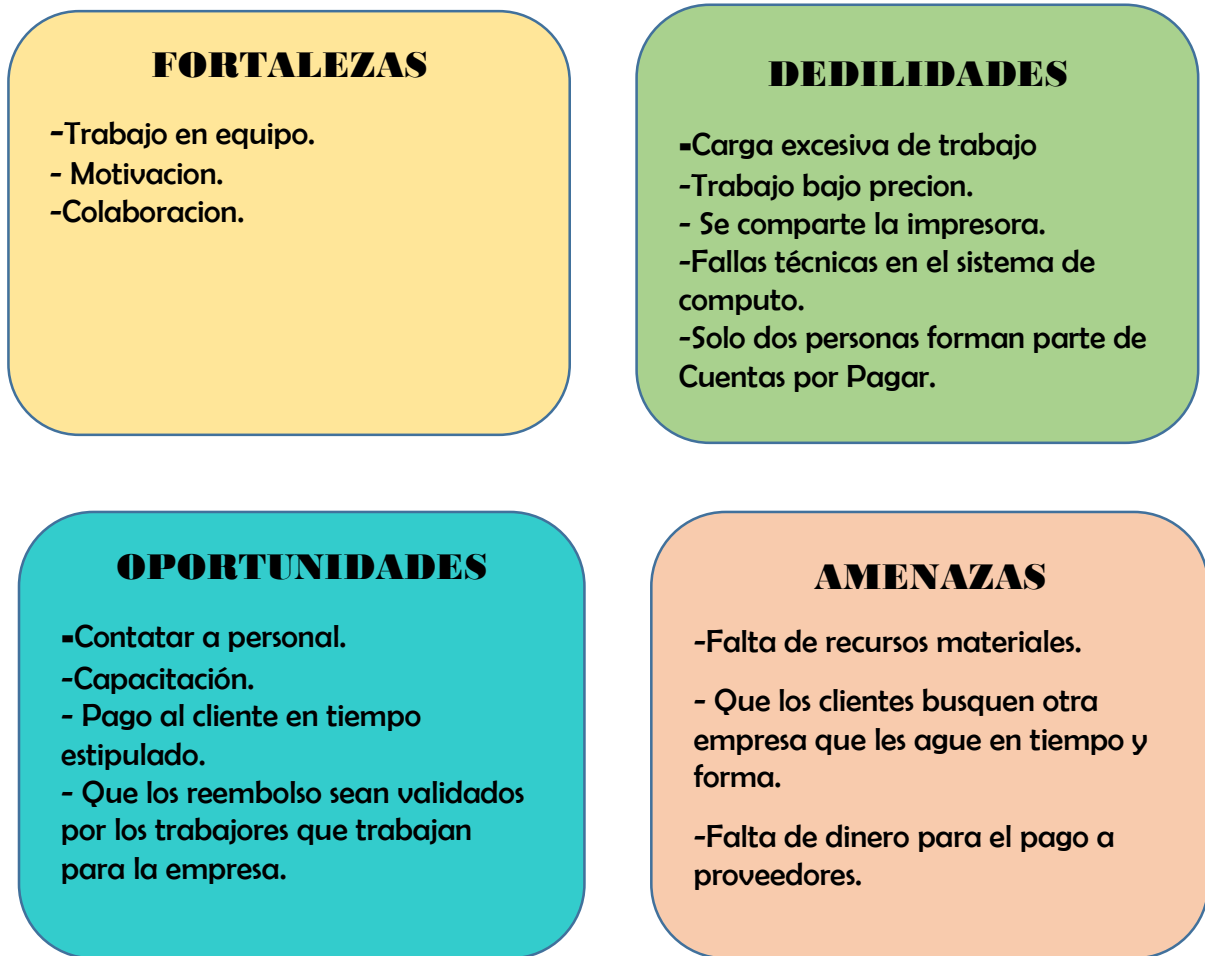 FORTALEZAS
-Trabajo en equipo.
- Motivacion.
-Colaboracion.
DEDILIDADES
-Carga excesiva de trabajo
-Trabajo bajo precion.
- Se comparte la impresora.
-Fallas técnicas en el sistema de
computo.
-Solo dos personas forman parte de
Cuentas por Pagar.
OPORTUNIDADES
-Contatar a personal.
-Capacitación.
- Pago al cliente en tiempo
estipulado.
- Que los reembolso sean validados
por los trabajores que trabajan
para la empresa.
AMENAZAS
-Falta de recursos materiales.
- Que los clientes busquen otra
empresa que les ague en tiempo y
forma.
-Falta de dinero para el pago a
proveedores.